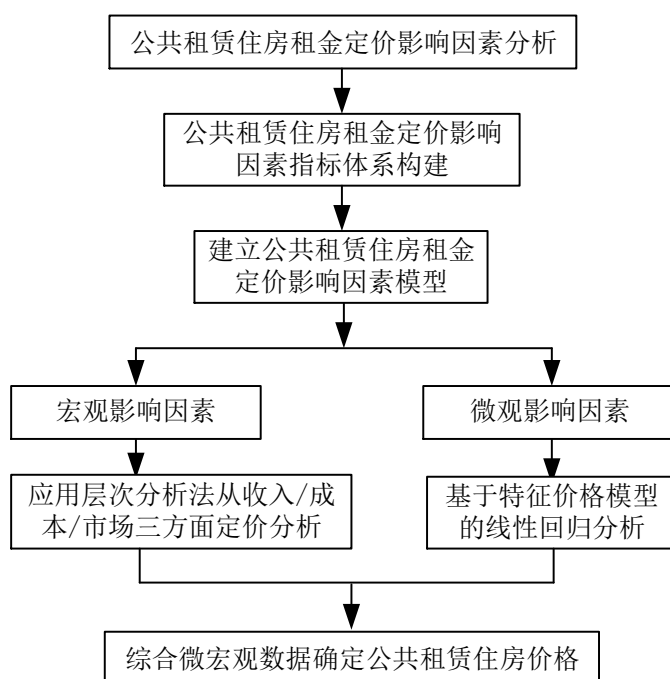 公共租赁住房租金定价影响因素分析
公共租赁住房租金定价影响
因素指标体系构建
建立公共租赁住房租金
定价影响因素模型
宏观影响因素
微观影响因素
应用层次分析法从收入/成
本/市场三方面定价分析
基于特征价格模型
的线性回归分析
综合微宏观数据确定公共租赁住房价格